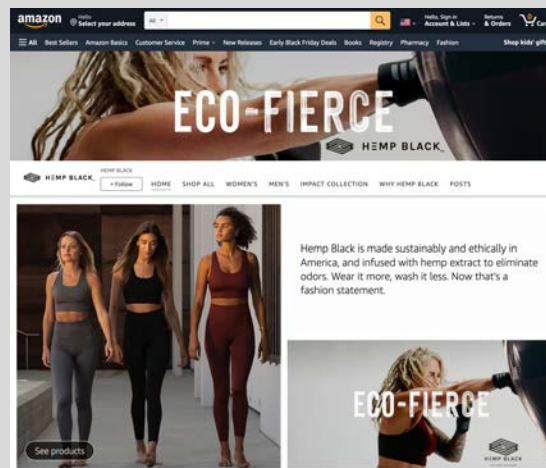 amazon
Hello
Select your address
All
Hello, Sign in
Account & Lists
Returns
& Orders
All Best Sellers Amazon Basics Customer Service Prime New Releases Early Black Friday Deals Books Registry Pharmacy Fashion Shop kids' gift
ECO-FIERCE
HEMP BLACK
HEMP BLACK
HEMP BLACK
+ Follow
HOME SHOP ALL WOMEN'S MEN'S IMPACT COLLECTION WHY HEMP BLACK POSTS
Hemp Black is made sustainably and ethically in
America, and infused with hemp extract to eliminate
odors. Wear it more, wash it less. Now that's a
fashion statement.
ECO-FIERCE
HEMP BLACK
See products